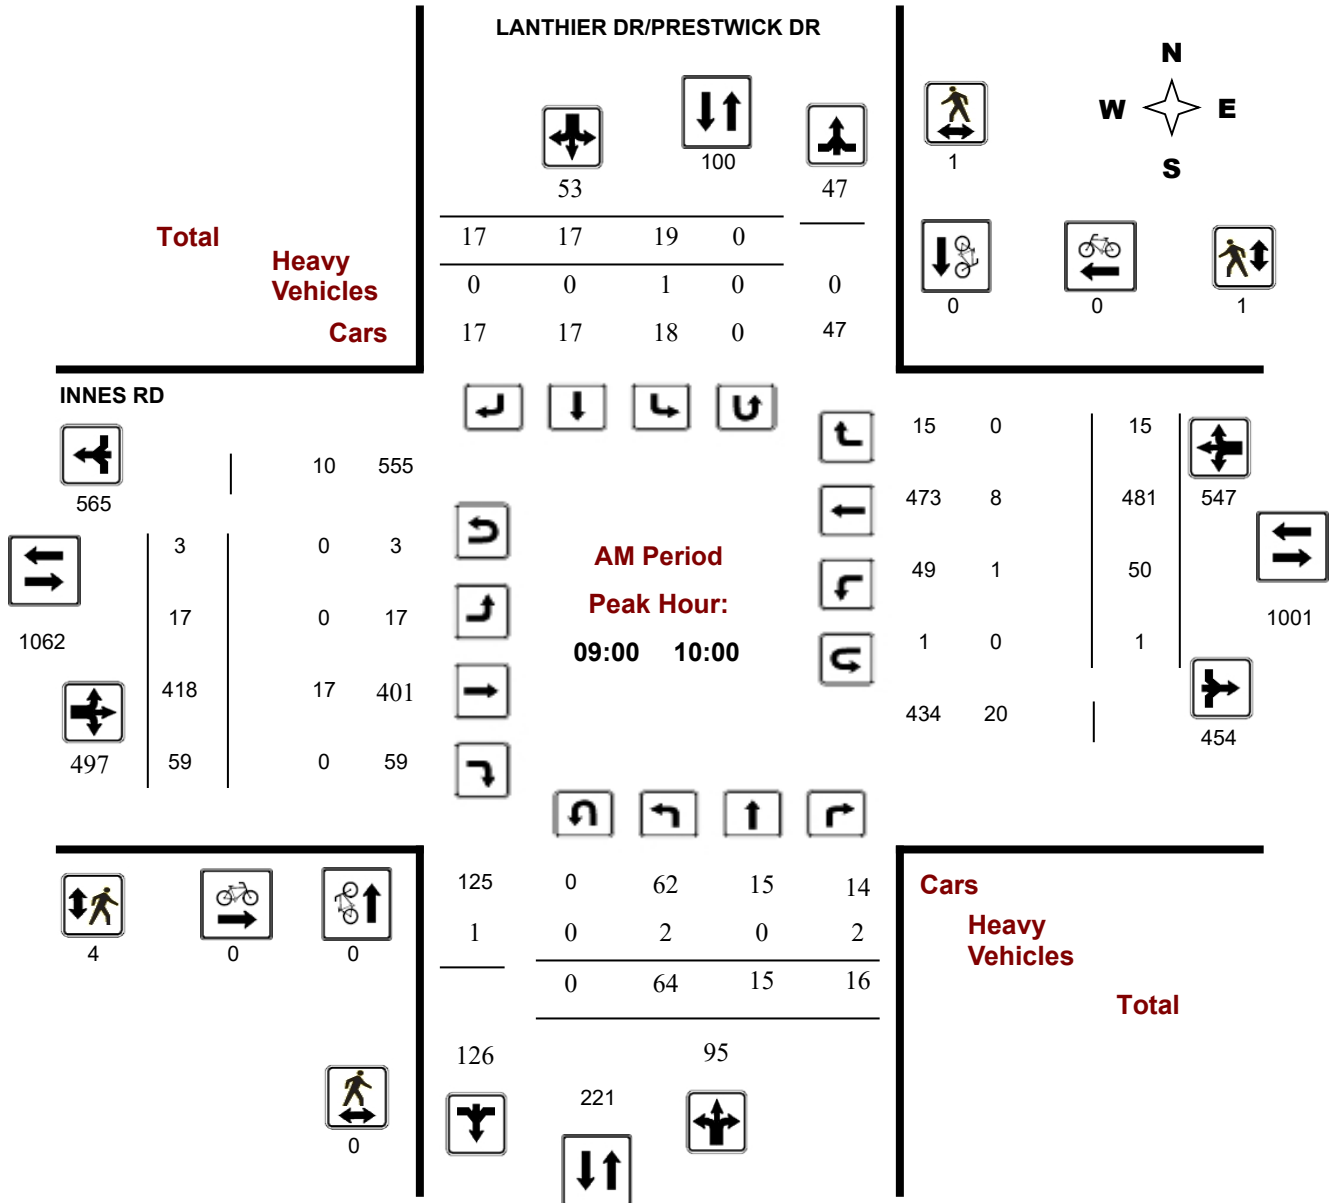 LANTHIER DR/PRESTWICK DR
N
W E
S
100
1
53 47
Total 17 17 19 0
Heavy
Vehicles 0 0 1 0 0
0 0 1
Cars 17 17 18 0 47
INNES RD
15 0 15
10 555
565
473 8 481 547
3 0 3
AM Period
49 1 50
Peak Hour:
17 0 17
1062
1001
09:00 10:00
1 0 1
418 17 401
434 20
454
497 59 0 59
125 0 62 15 14
Cars
1 0 2 0 2
Heavy
Vehicles
4 0 0
0 64 15 16
Total
126 95
221
0